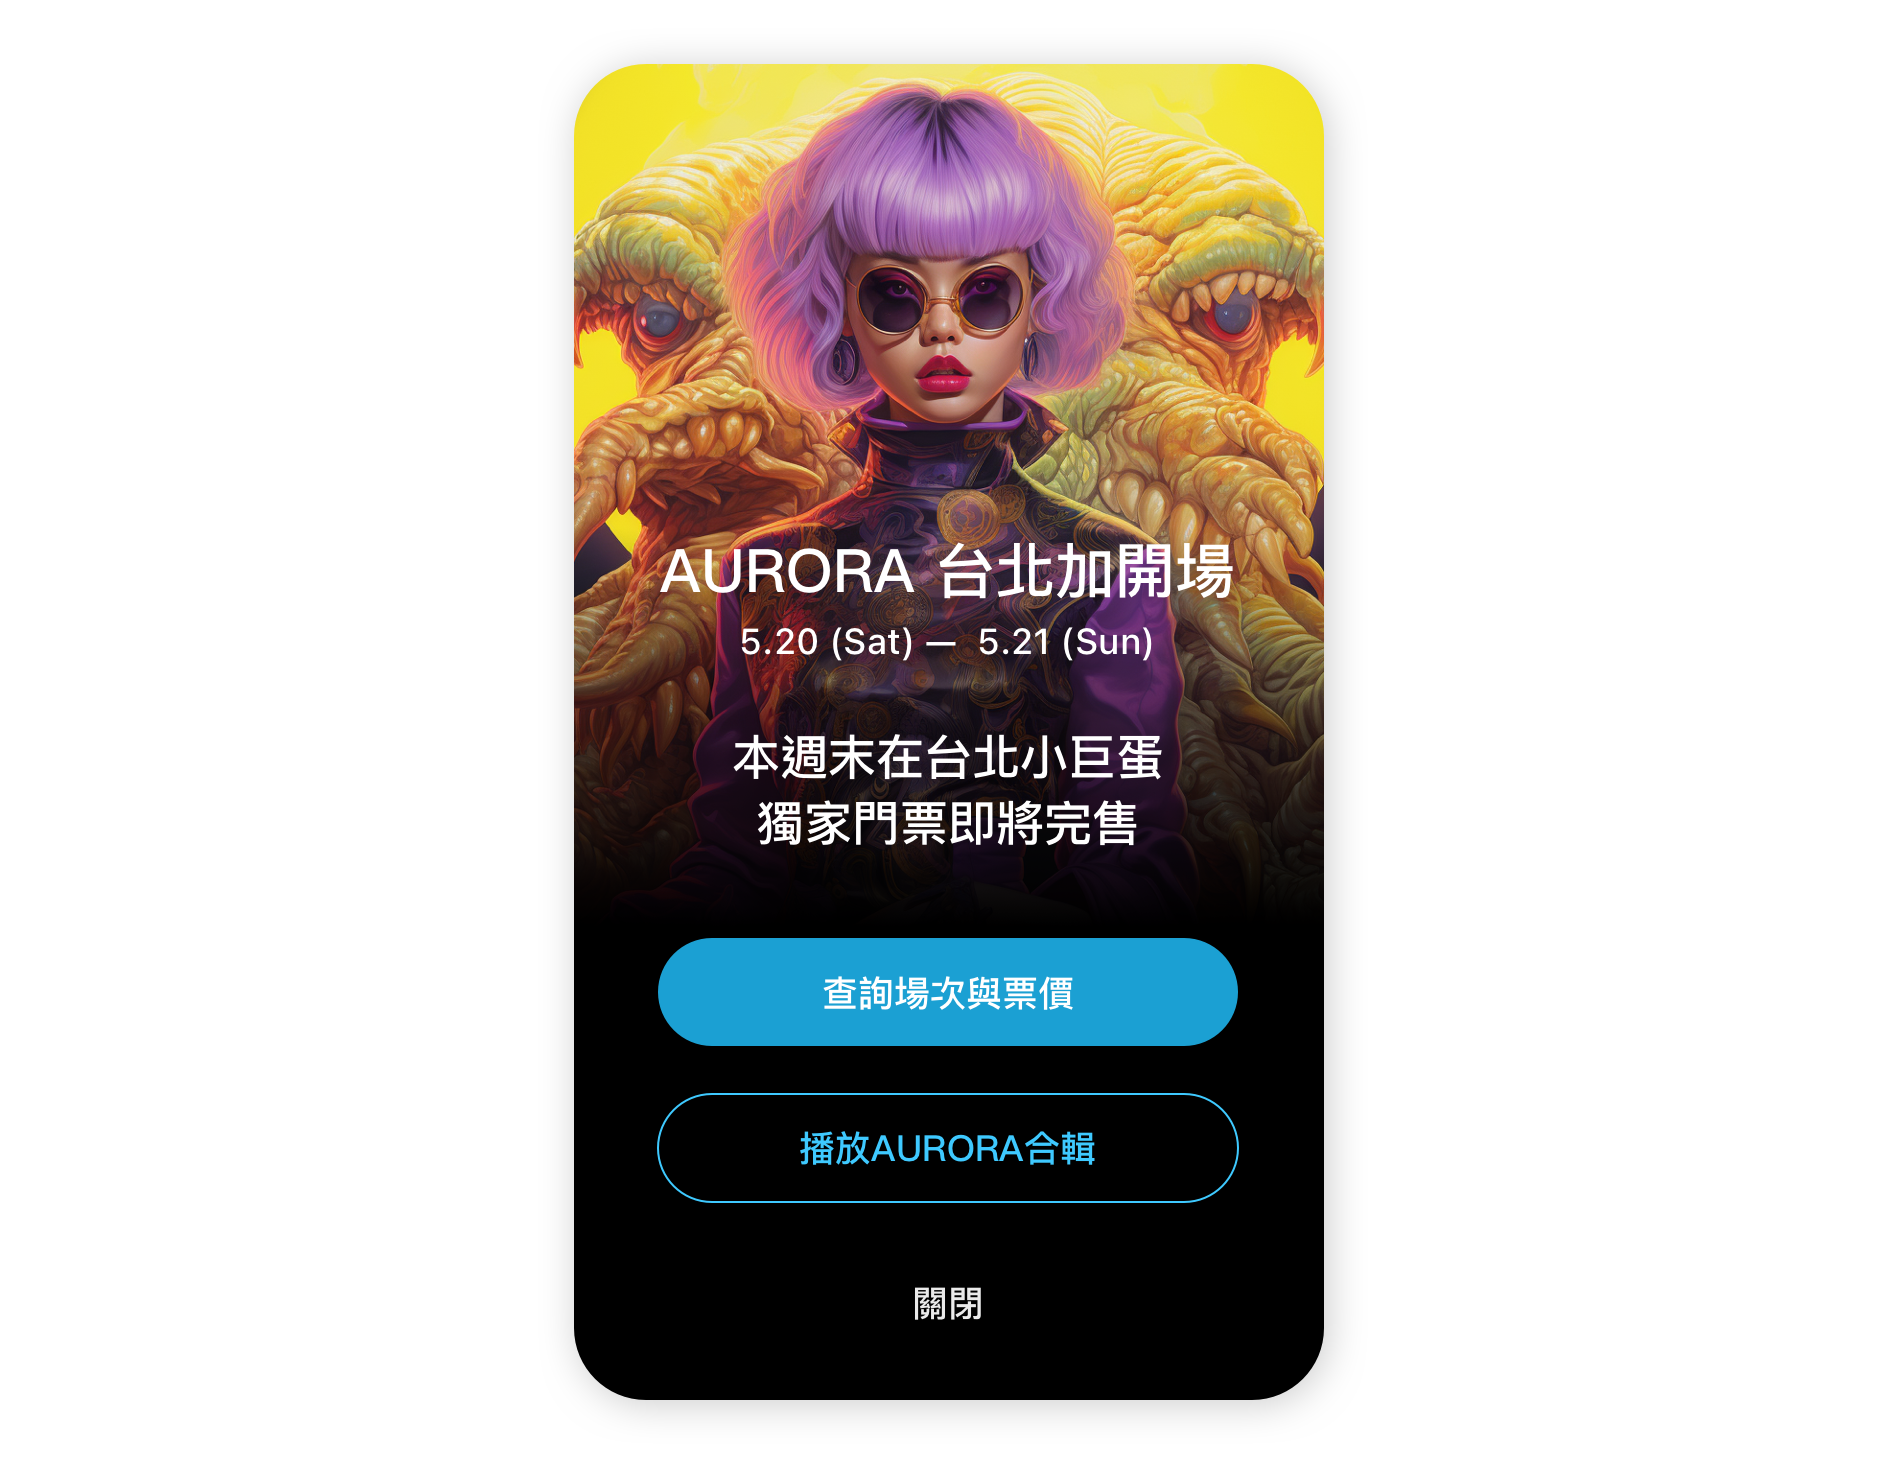 AURORA 台北加開場
5.20 (Sat) — 5.21 (Sun)
本週末在台北小巨蛋
獨家門票即將完售
查詢場次與票價
播放AURORA合輯
關閉